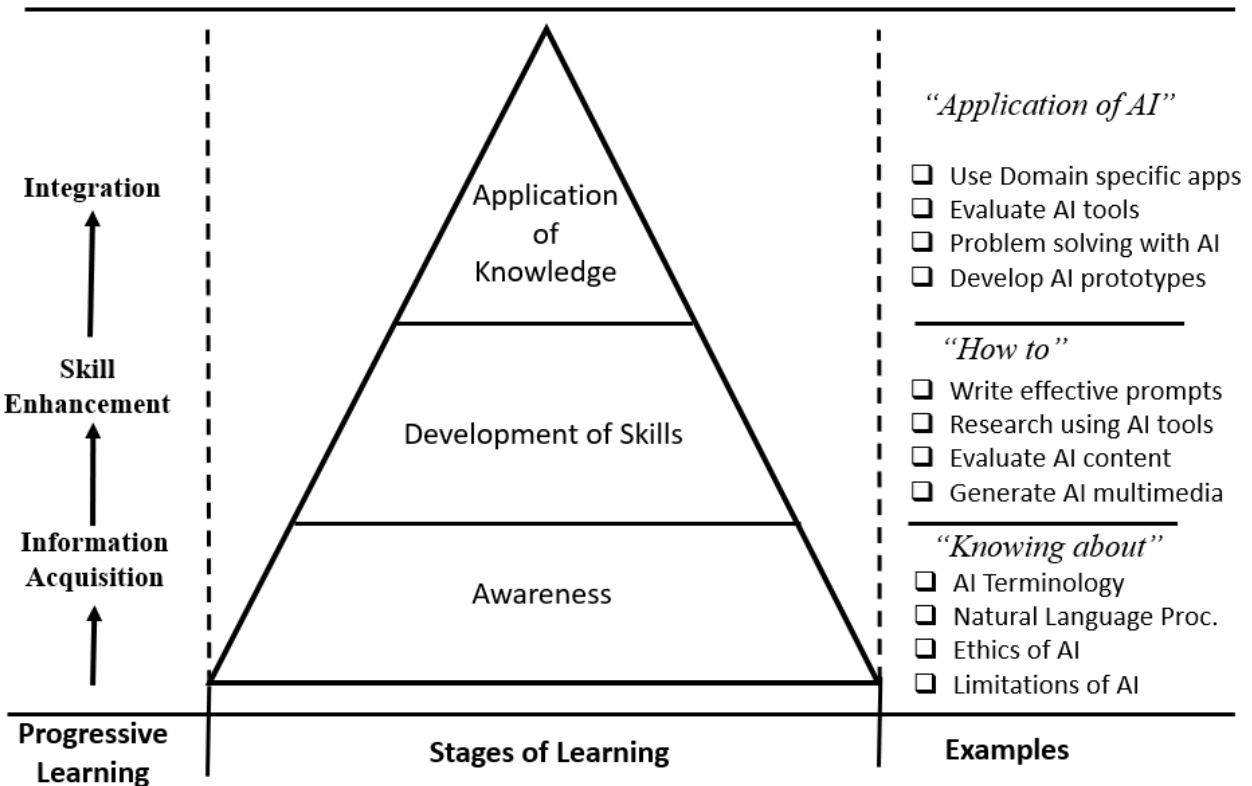 Integration
Skill
Enhancement
Information
Acquisition
Progressive
Learning
Application
of
Knowledge
Development of Skills
Awareness
Stages of Learning
“Application of AI”
❑ Use Domain specific apps
❑ Evaluate AI tools
❑ Problem solving with AI
❑ Develop AI prototypes
“How to”
❑ Write effective prompts
❑ Research using AI tools
❑ Evaluate AI content
❑ Generate AI multimedia
“Knowing about”
❑ AI Terminology
❑ Natural Language Proc.
❑ Ethics of AI
❑ Limitations of AI
Examples